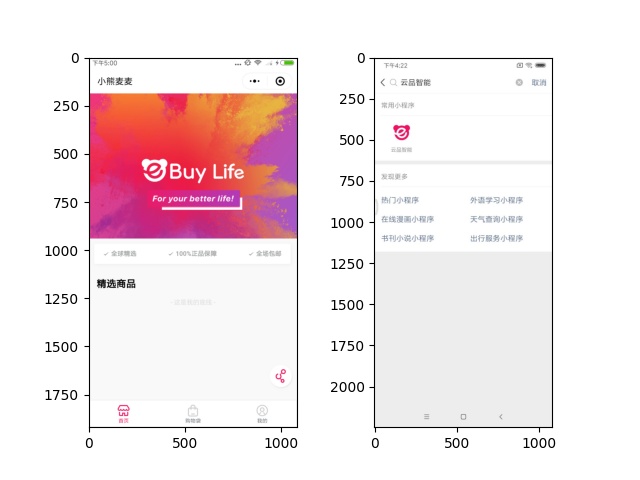 下午5:00
小熊麦麦
Buy Life
For your better life!
全球精选
100%正品保障
全场包邮
精选商品
首页
购物袋
我的
0
250
500
750
1000
1250
1500
1750
0
500
1000
下午4:22
云品智能
取消
常用小程序
云品智能
发现更多
热门小程序
外语学习小程序
在线漫画小程序
天气查询小程序
书刊小说小程序
出行服务小程序
0
250
500
750
1000
1250
1500
1750
2000
0
500
1000